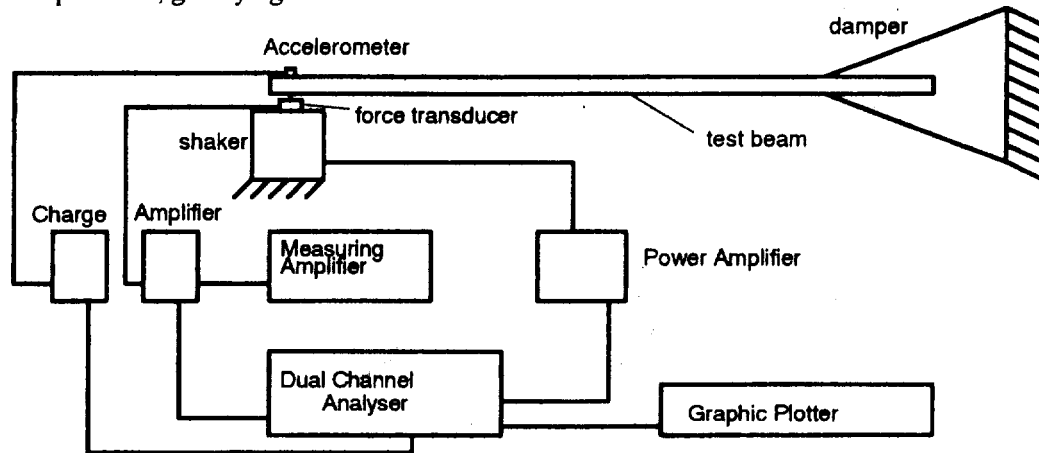 damper
Accelerometer
force transducer
shaker
test beam
Charge
Amplifier
Measuring
Amplifier
Power Amplifier
Dual Channel
Analyser
Graphic Plotter